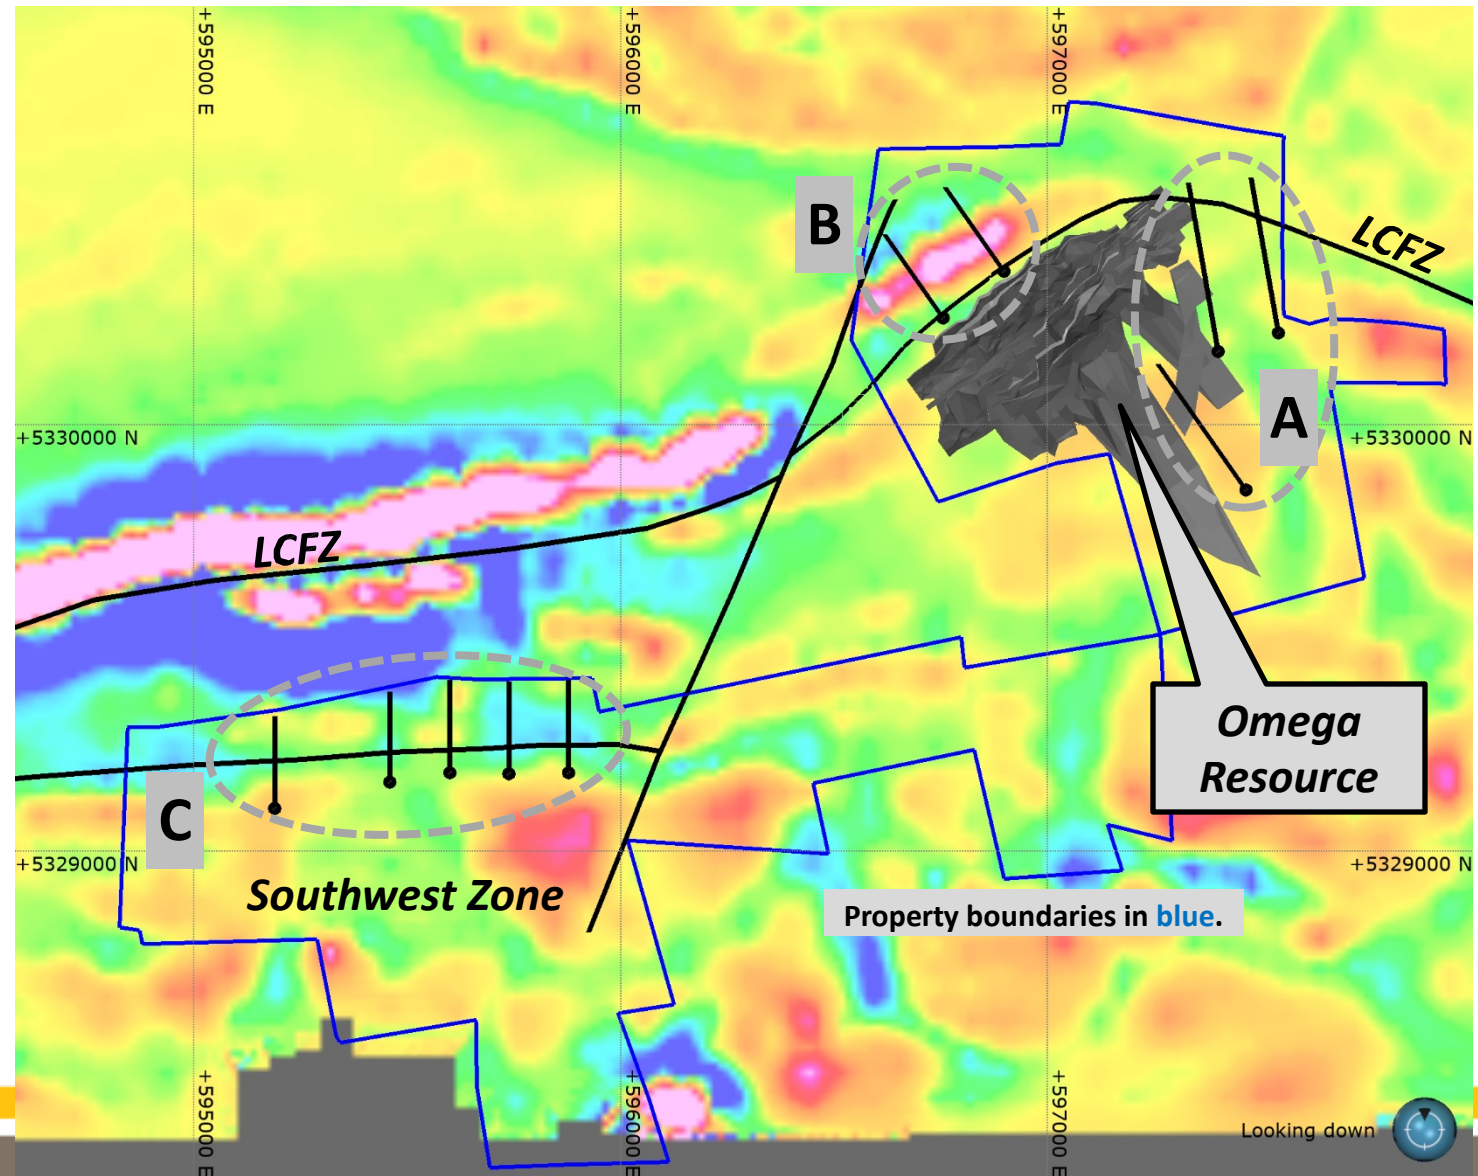 +595000 E
+596000 E
+597000 E
B
LCFZ
A
+5330000 N
+5330000 N
LCFZ
Omega
Resource
C
+5329000 N
+5329000 N
Southwest Zone
Property boundaries in blue.
+595000 E
+596000 E
+597000 E
Looking down